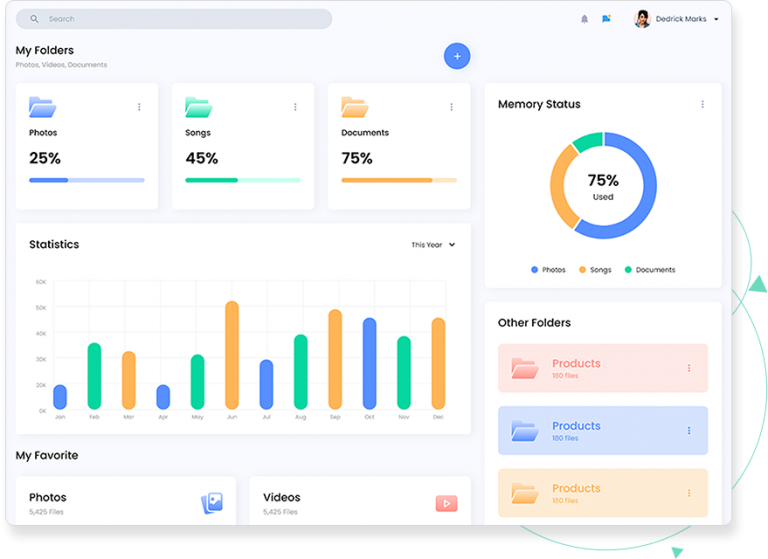 Search
Dedrick Marks
My Folders
Photos, Videos, Documents
+
Photos
25%
Songs
45%
Documents
75%
Memory Status
75%
Used
Photos
Songs
Documents
Statistics
This Year
60K
50K
40K
30K
20K
0K
Jan Feb Mar Apr May Jun Jul Aug Sep Oct Nov Dec
Other Folders
Products
180 files
Products
180 files
Products
180 files
My Favorite
Photos
5,425 Files
Videos
5,425 Files